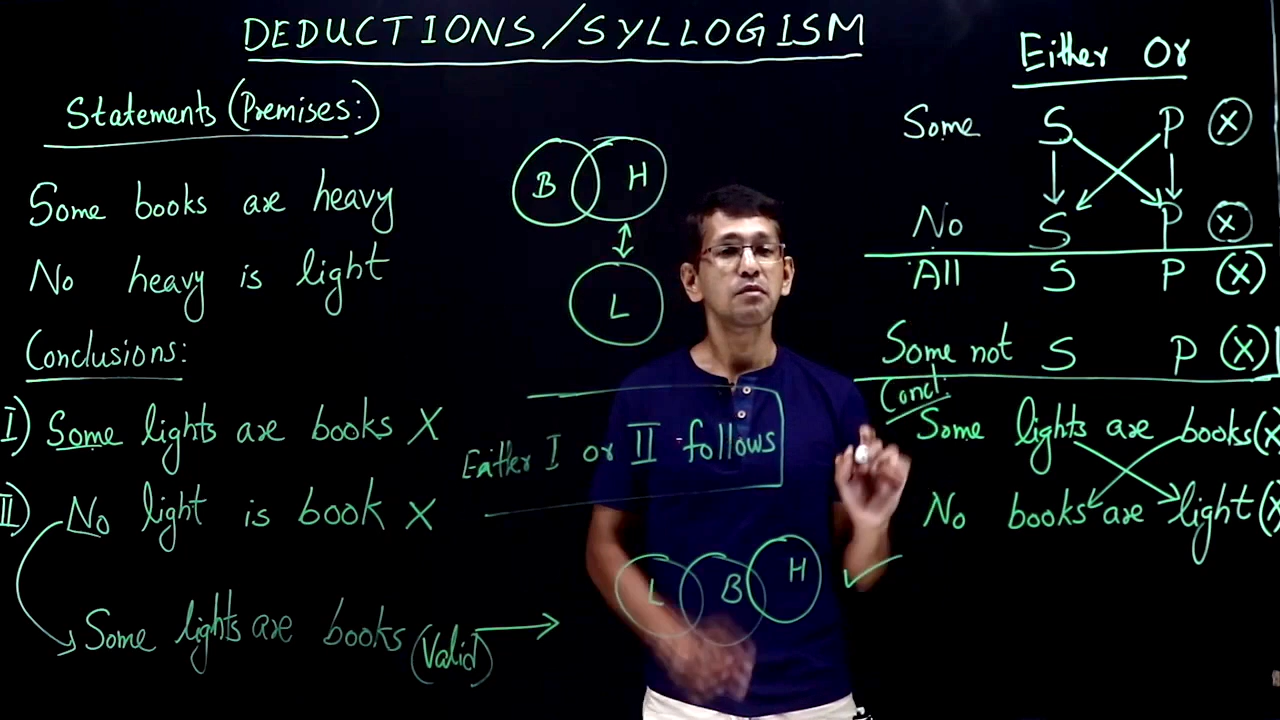 DEDUCTIONS/SYLLOGISM
Statements (Premises:)
Some books are heavy
No heavy is light
Conclusions:
I) Some lights are books X
II) No light is book X
Some lights are books (Valid)
B H
L
Eaither I or II follows
L B H
Either Or
Some S P X
No S P X
All S P (X)
Some not S P (X)
Concl:
Some lights are books (X
No books are light (X